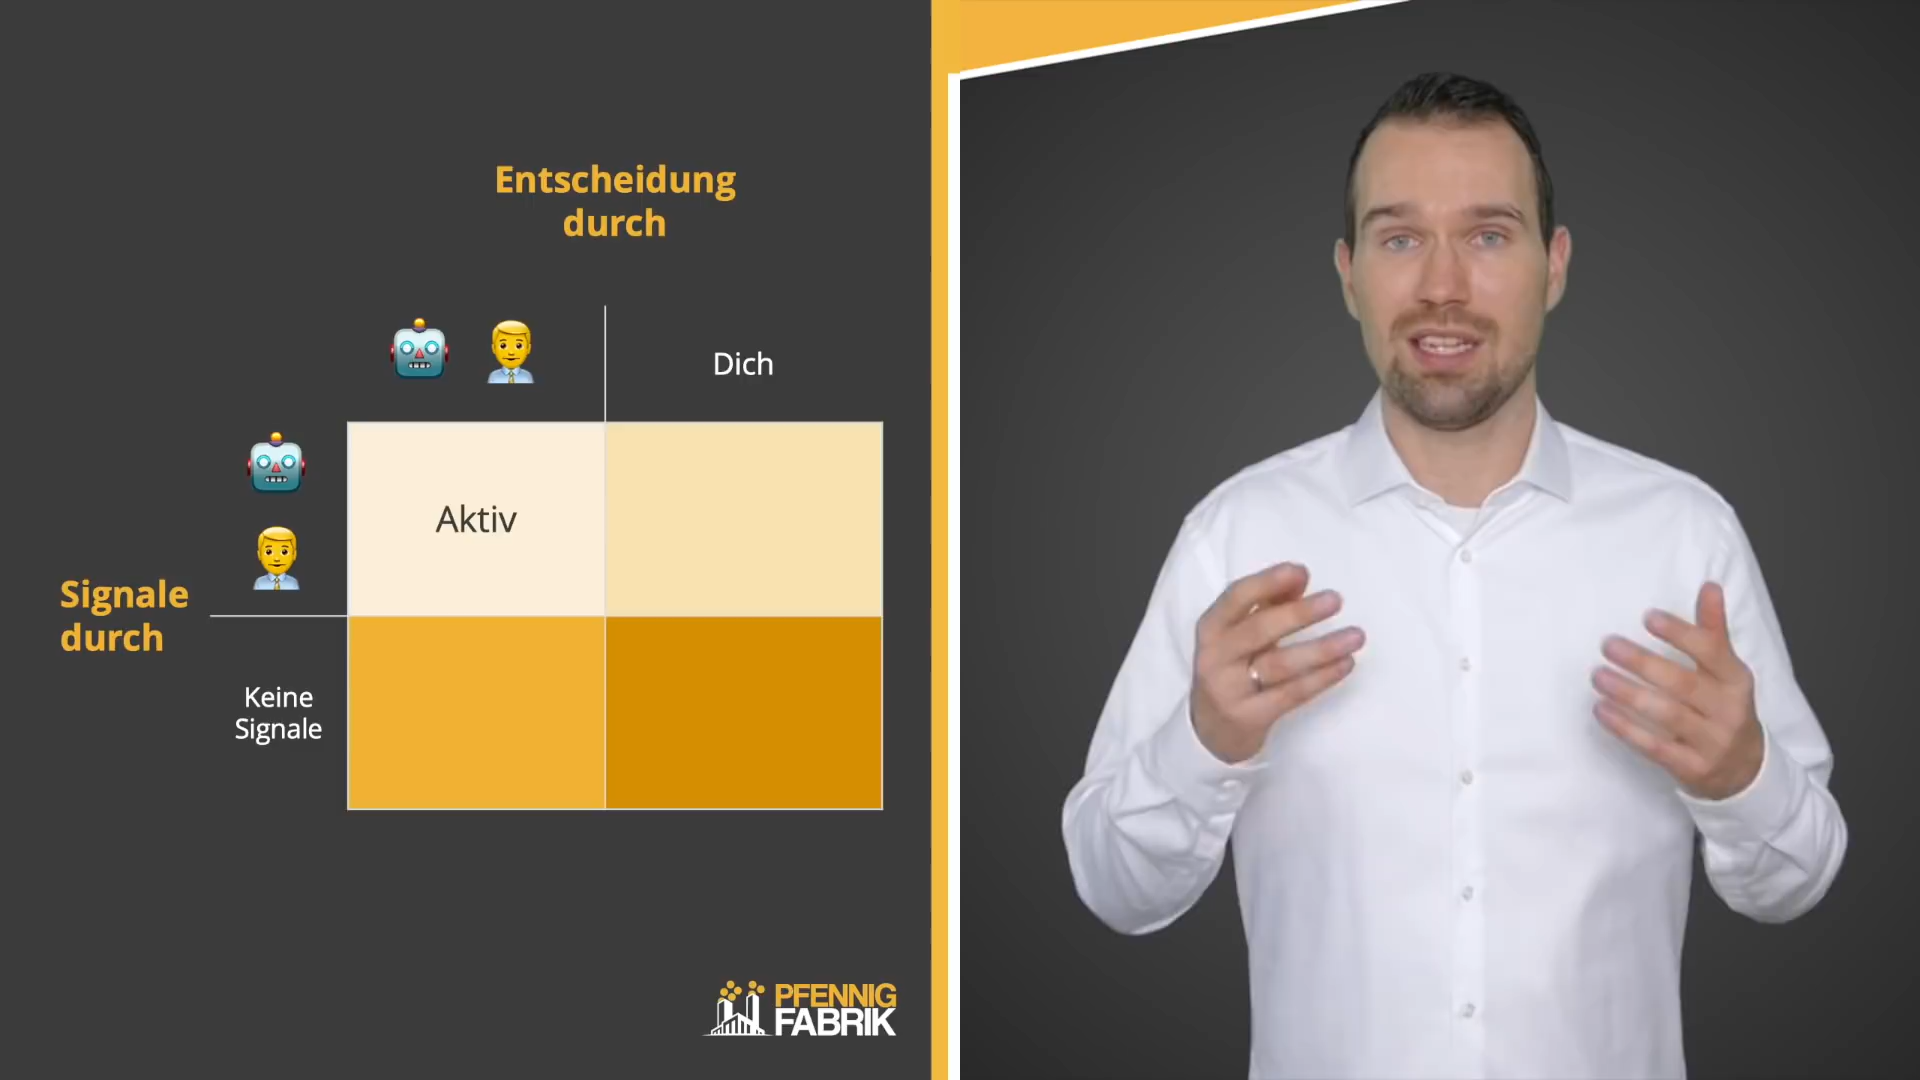 Entscheidung
durch
Dich
Aktiv
Signale
durch
Keine
Signale
PFENNIG
FABRIK